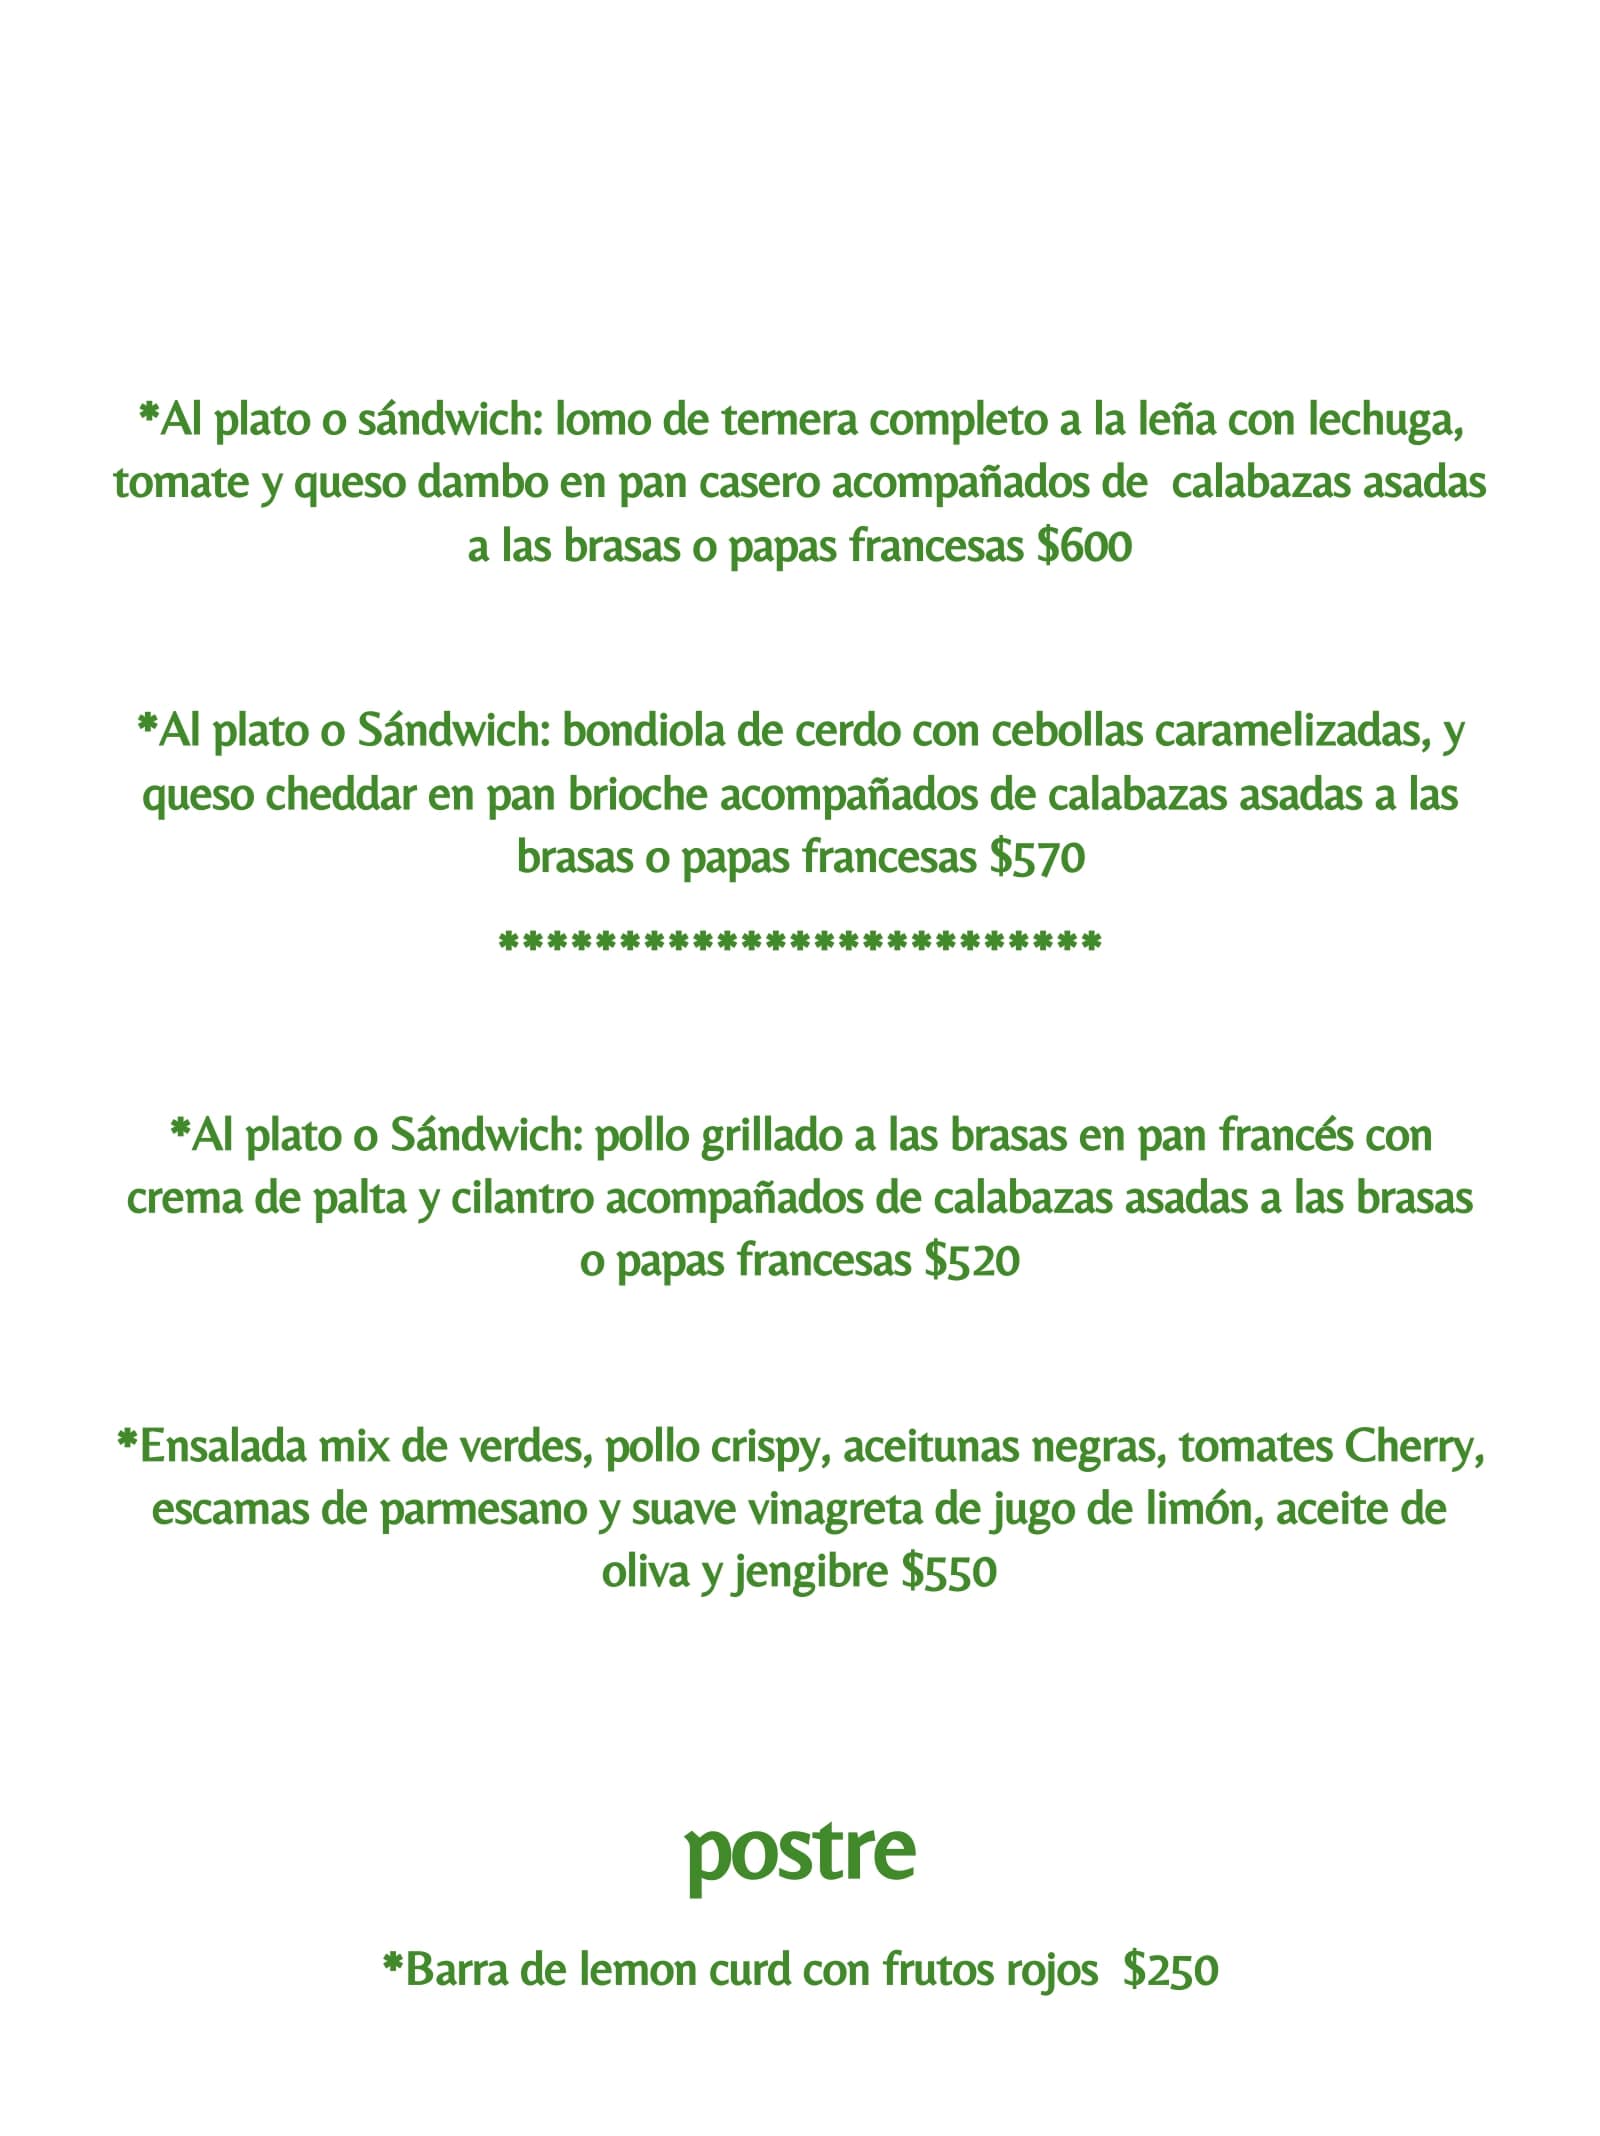 *Al plato o sándwich: lomo de ternera completo a la leña con lechuga,
tomate y queso dambo en pan casero acompañados de  calabazas asadas
a las brasas o papas francesas $600
*Al plato o Sándwich: bondiola de cerdo con cebollas caramelizadas, y
queso cheddar en pan brioche acompañados de calabazas asadas a las
brasas o papas francesas $570
*************************
*Al plato o Sándwich: pollo grillado a las brasas en pan francés con
crema de palta y cilantro acompañados de calabazas asadas a las brasas
o papas francesas $520
*Ensalada mix de verdes, pollo crispy, aceitunas negras, tomates Cherry,
escamas de parmesano y suave vinagreta de jugo de limón, aceite de
oliva y jengibre $550
postre
*Barra de lemon curd con frutos rojos  $250